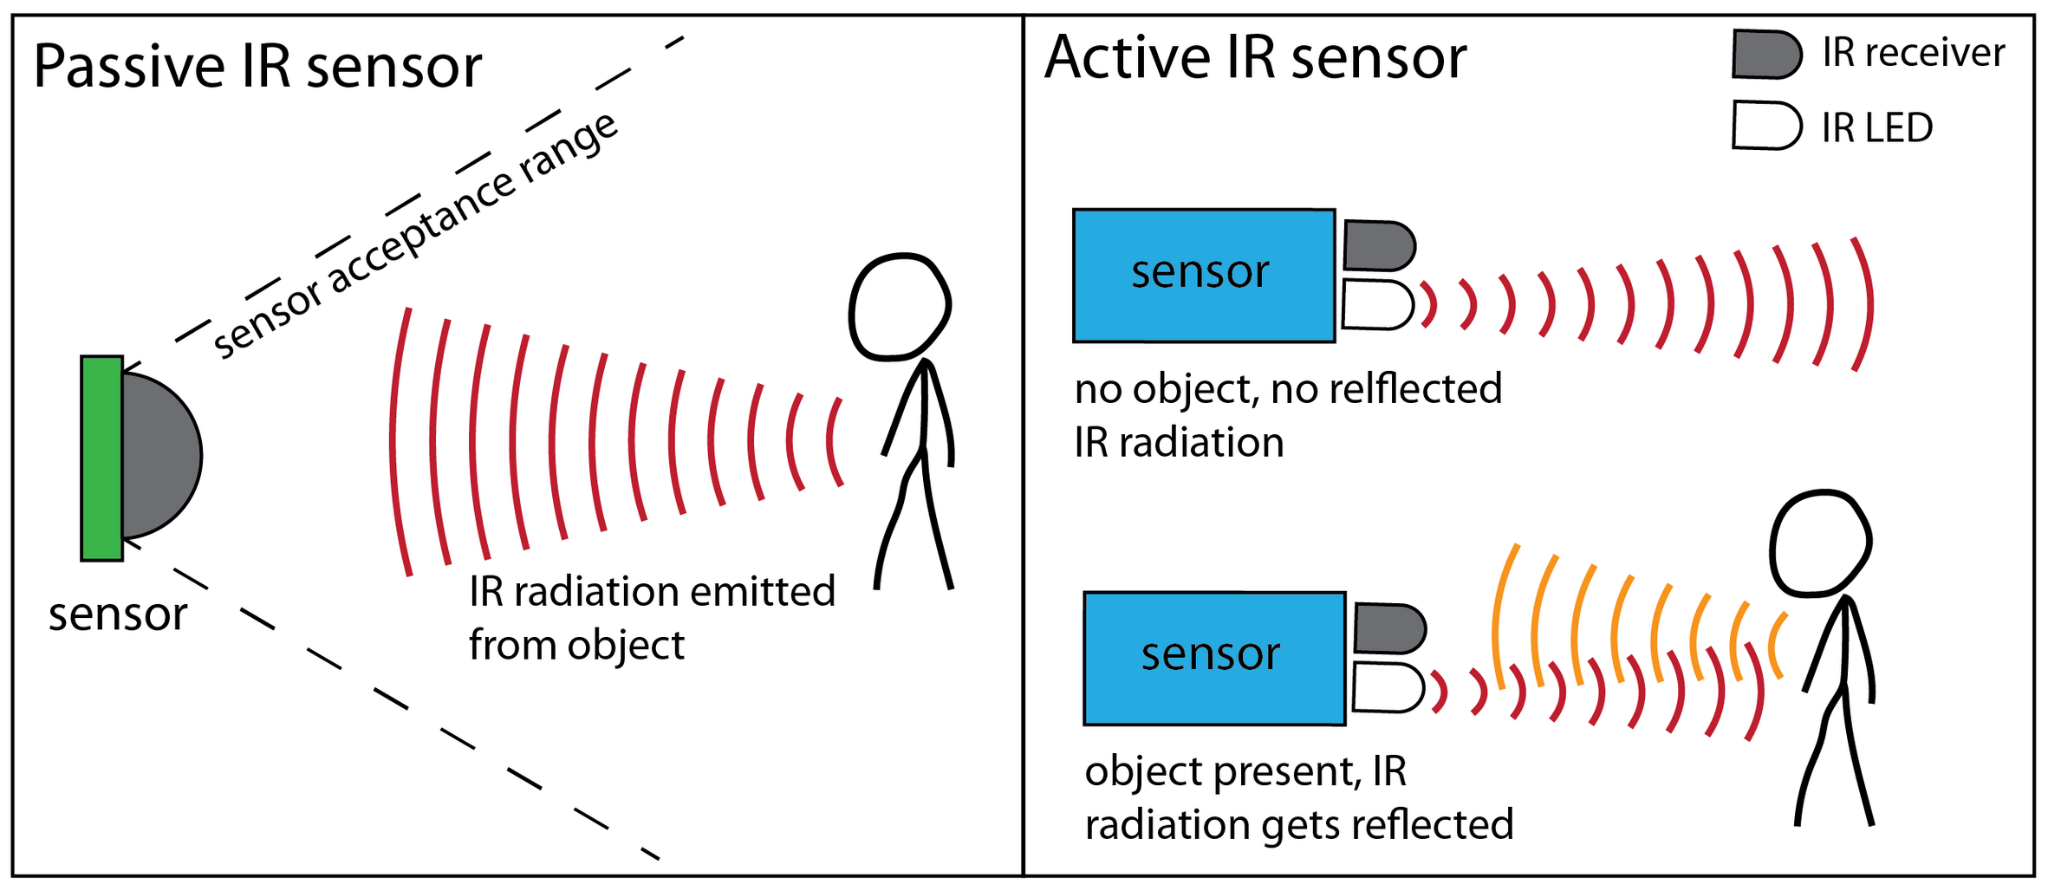 Passive IR sensor
sensor acceptance range
IR radiation emitted
from object
sensor
Active IR sensor
IR receiver
IR LED
sensor
no object, no relflected
IR radiation
sensor
object present, IR
radiation gets reflected